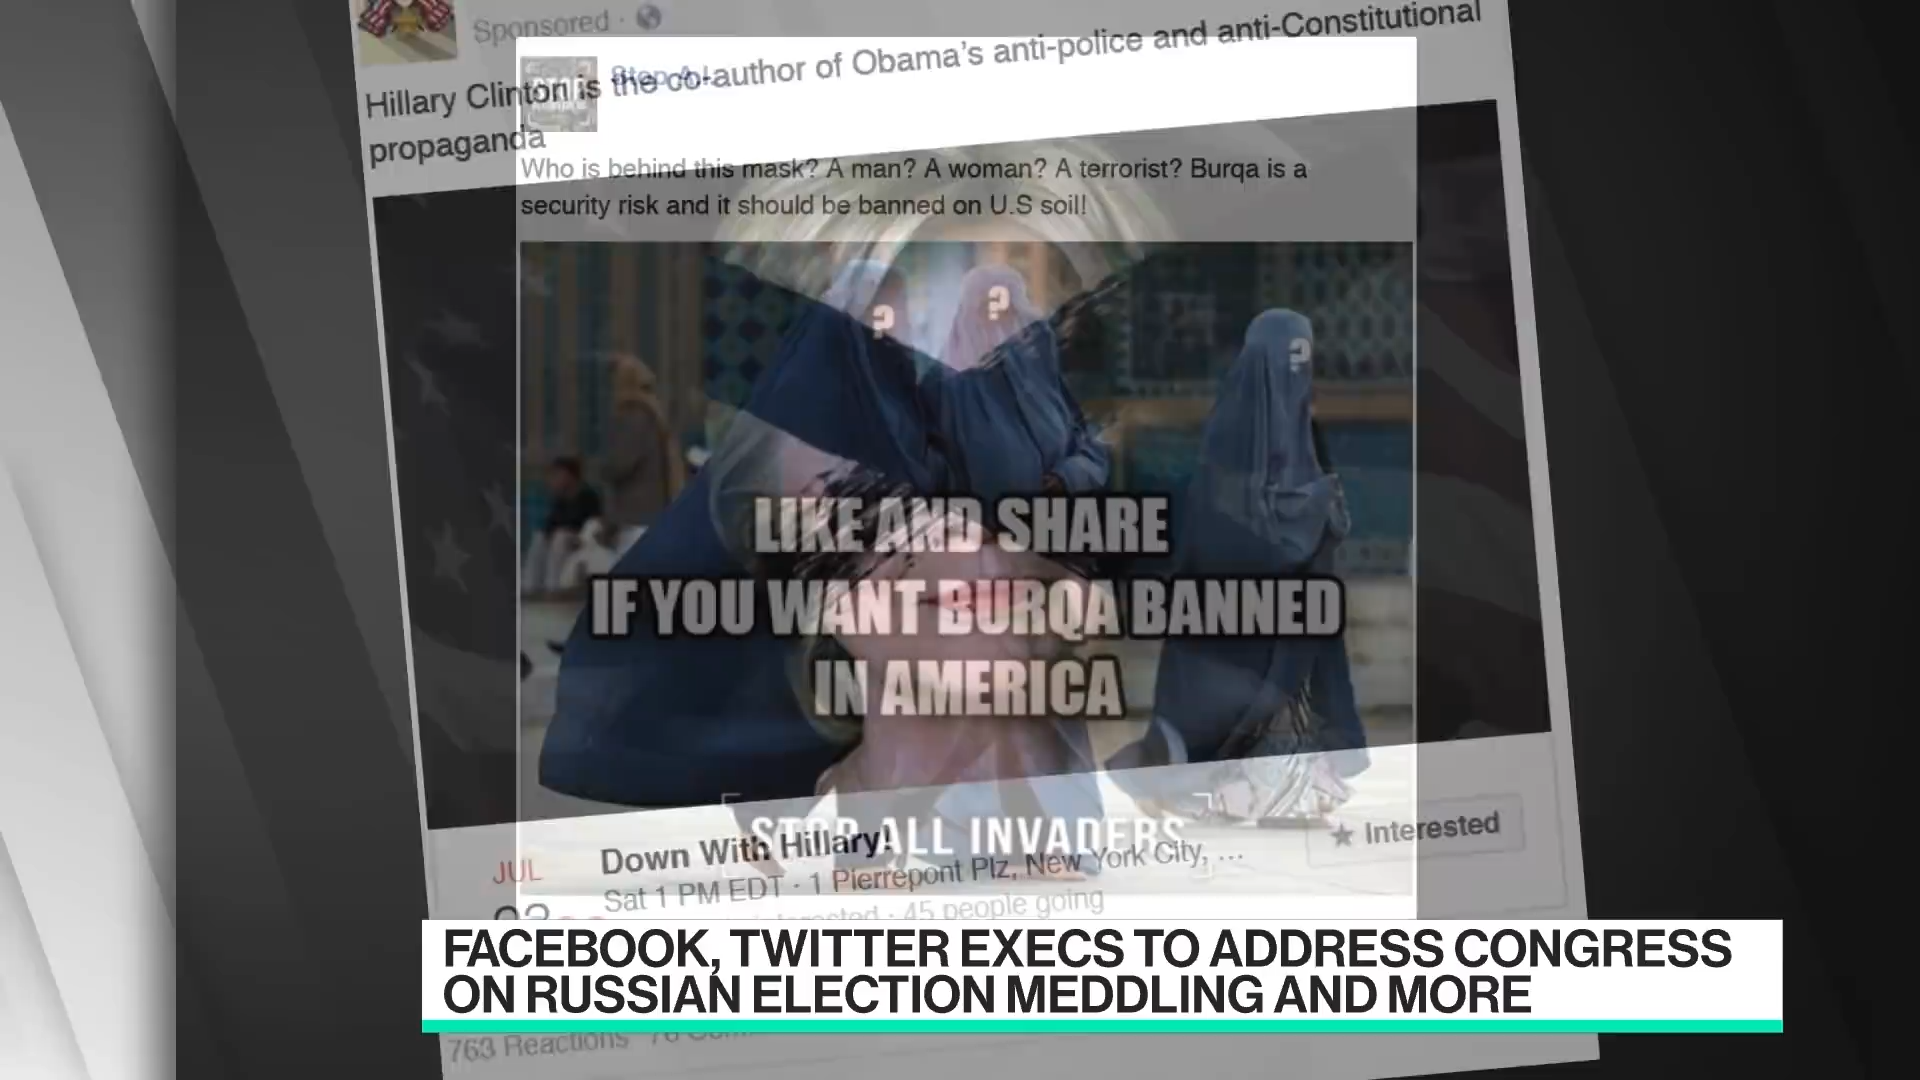 Sponsored ·
Hillary Clinton is the co-author of Obama's anti-police and anti-Constitutional
propaganda
Stop A
Who is behind this mask? A man? A woman? A terrorist? Burqa is a
security risk and it should be banned on U.S soil!
?
?
?
LIKE AND SHARE
IF YOU WANT BURQA BANNED
IN AMERICA
STOP ALL INVADERS
JUL
Down With Hillary!
Sat 1 PM EDT · 1 Pierrepont Plz, New York City, ...
· 45 people going
★ Interested
FACEBOOK, TWITTER EXECS TO ADDRESS CONGRESS
ON RUSSIAN ELECTION MEDDLING AND MORE
763 Reactions